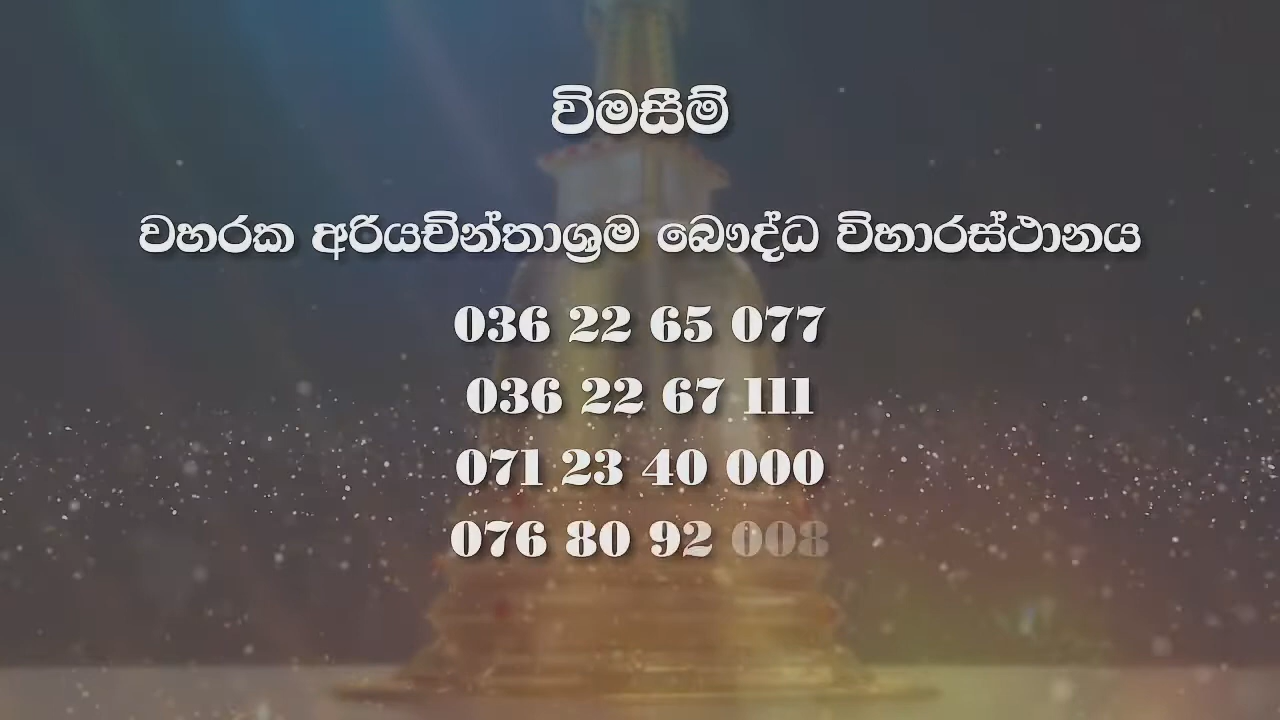 විමසීම්
වහරක අරියචින්තාශ්‍රම බෞද්ධ විහාරස්ථානය
036 22 65 077
036 22 67 111
071 23 40 000
076 80 92 008